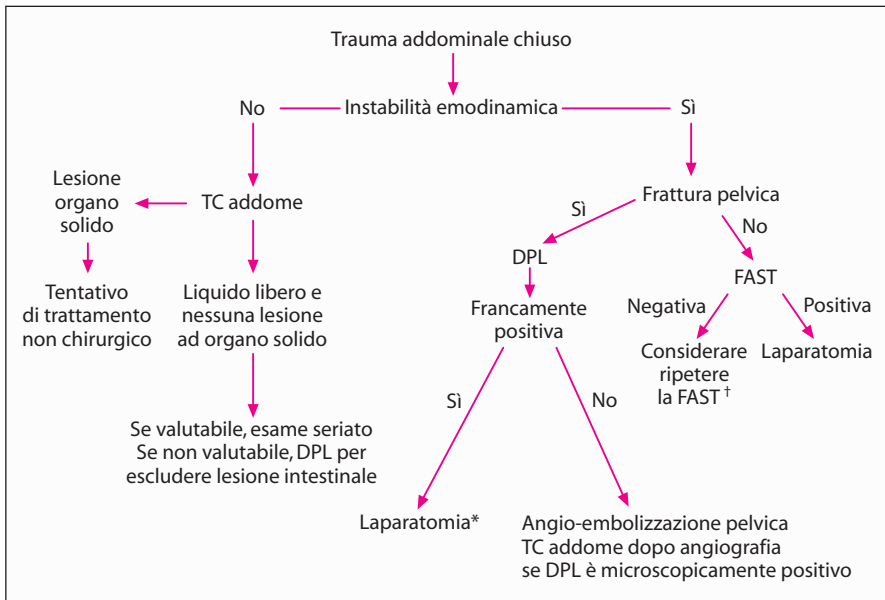 Trauma addominale chiuso
No
Instabilità emodinamica
Sì
Lesione
organo
solido
TC addome
Frattura pelvica
Sì
No
DPL
FAST
Tentativo
di trattamento
non chirurgico
Liquido libero e
nessuna lesione
ad organo solido
Francamente
positiva
Negativa
Positiva
Considerare
ripetere
la FAST †
Laparatomia
Sì
No
Se valutabile, esame seriato
Se non valutabile, DPL per
escludere lesione intestinale
Laparatomia*
Angio-embolizzazione pelvica
TC addome dopo angiografia
se DPL è microscopicamente positivo